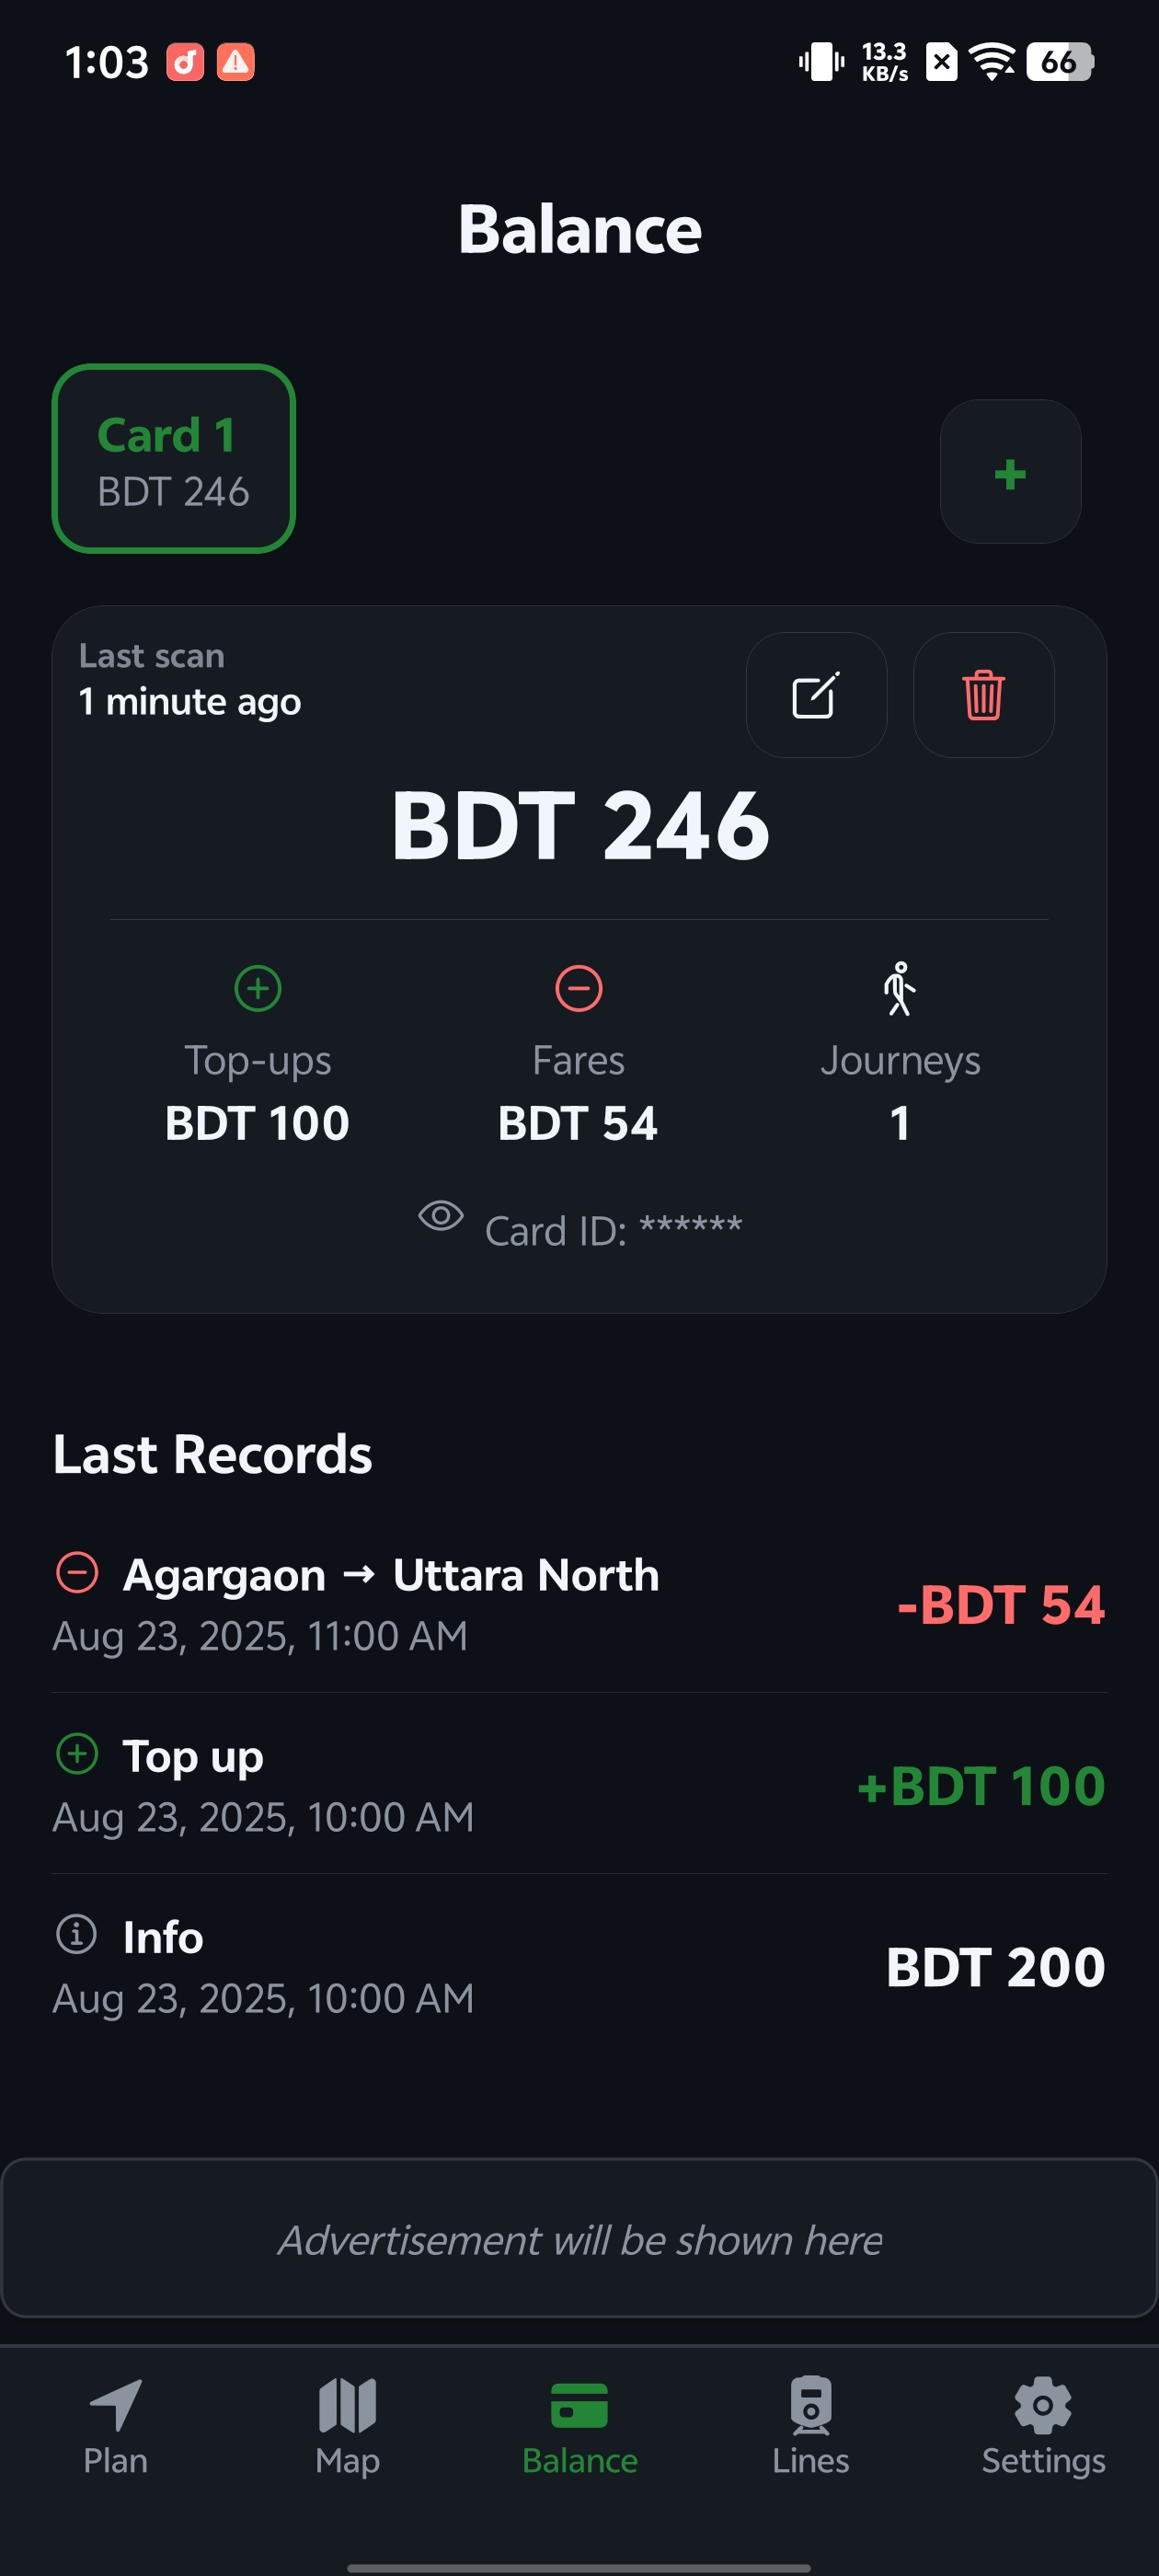 1:03
13.3
KB/s
66
Balance
Card 1
BDT 246
+
Last scan
1 minute ago
BDT 246
Top-ups
Fares
Journeys
BDT 100
BDT 54
1
Card ID: ******
Last Records
Agargaon → Uttara North
-BDT 54
Aug 23, 2025, 11:00 AM
Top up
+BDT 100
Aug 23, 2025, 10:00 AM
Info
BDT 200
Aug 23, 2025, 10:00 AM
Advertisement will be shown here
Plan
Map
Balance
Lines
Settings